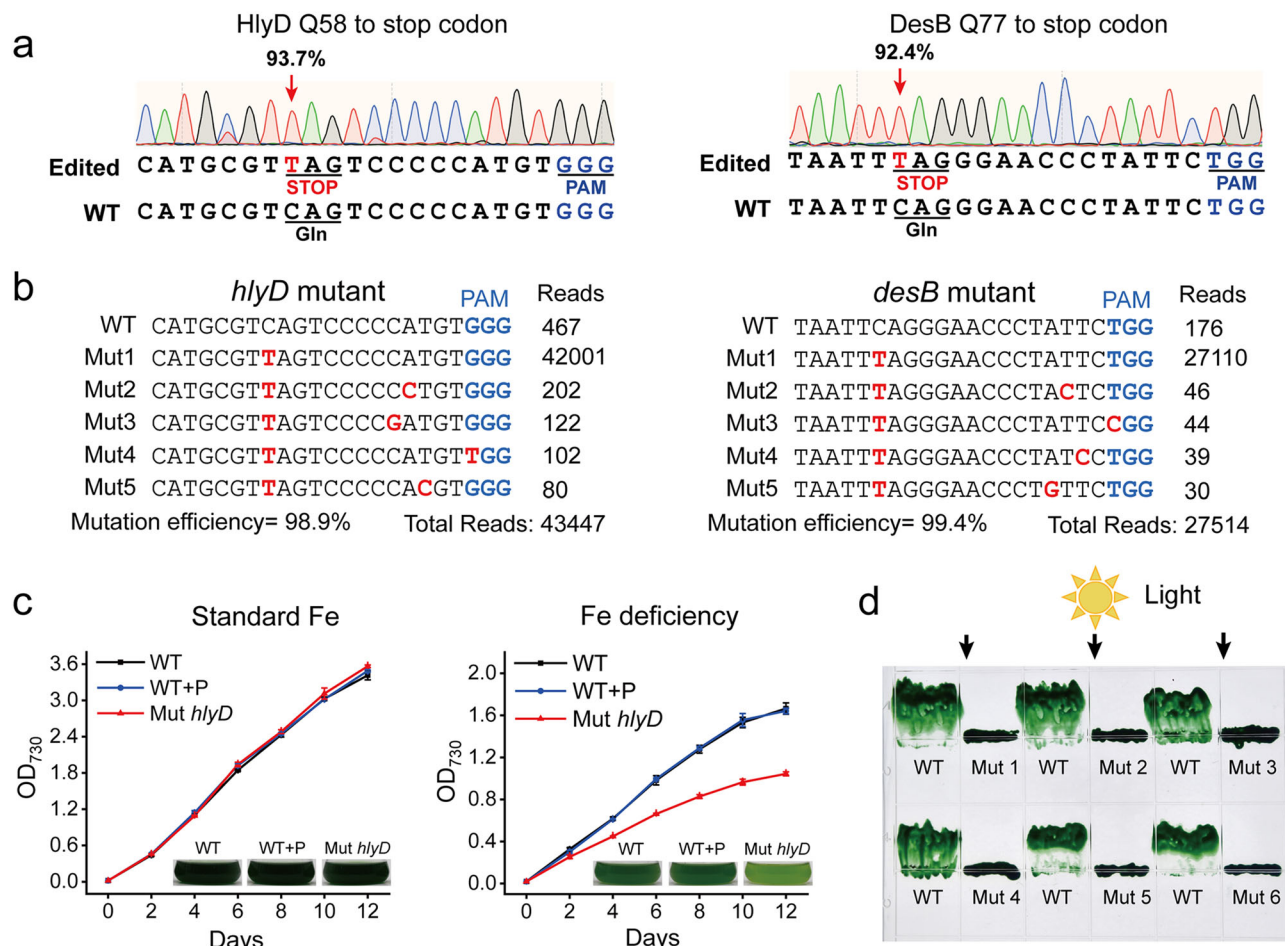 a
HlyD Q58 to stop codon
93.7%
Edited CATGCGTTAGTCCCCCATGTGGG
STOP PAM
WT CATGCGTCAGTCCCCCATGTGGG
Gln
DesB Q77 to stop codon
92.4%
Edited TAATTTAGGGAACCCTATTCTGG
STOP PAM
WT TAATTCAGGGAACCCTATTCTGG
Gln
b
hlyD mutant PAM Reads
WT CATGCGTCAGTCCCCCATGTGGG 467
Mut1 CATGCGTTAGTCCCCCATGTGGG 42001
Mut2 CATGCGTTAGTCCCCCCTGTGGG 202
Mut3 CATGCGTTAGTCCCCGATGTGGG 122
Mut4 CATGCGTTAGTCCCCCATGTTGG 102
Mut5 CATGCGTTAGTCCCCCACGTGGG 80
Mutation efficiency= 98.9% Total Reads: 43447
desB mutant PAM Reads
WT TAATTCAGGGAACCCTATTCTGG 176
Mut1 TAATTTAGGGAACCCTATTCTGG 27110
Mut2 TAATTTAGGGAACCCTACTCTGG 46
Mut3 TAATTTAGGGAACCCTATTCCGG 44
Mut4 TAATTTAGGGAACCCTATCCTGG 39
Mut5 TAATTTAGGGAACCCTGTTCTGG 30
Mutation efficiency= 99.4% Total Reads: 27514
c
Standard Fe
WT
WT+P
Mut hlyD
OD730
3.6
3.0
2.4
1.8
1.2
0.6
0.0
WT WT+P Mut hlyD
0 2 4 6 8 10 12
Days
Fe deficiency
WT
WT+P
Mut hlyD
OD730
2.0
1.6
1.2
0.8
0.4
0.0
WT WT+P Mut hlyD
0 2 4 6 8 10 12
Days
d
Light
WT Mut 1 WT Mut 2 WT Mut 3
WT Mut 4 WT Mut 5 WT Mut 6